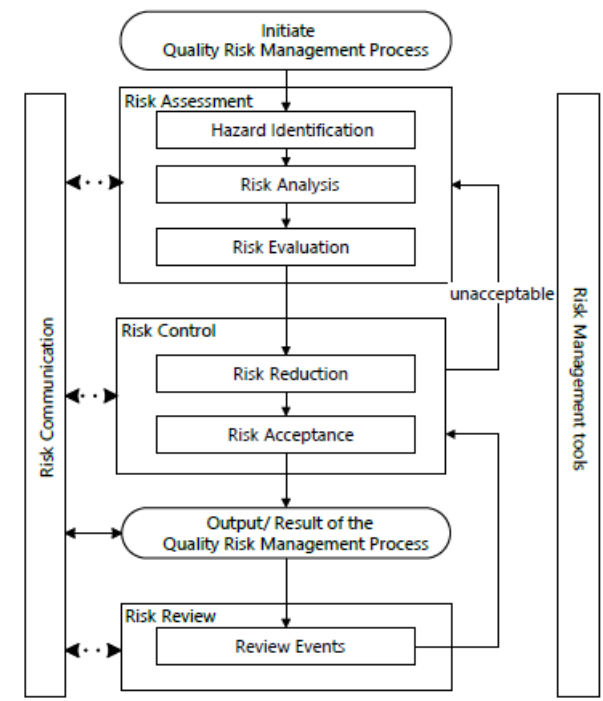 Initiate
Quality Risk Management Process
Risk Assessment
Hazard Identification
Risk Analysis
Risk Evaluation
unacceptable
Risk Control
Risk Reduction
Risk Acceptance
Output/ Result of the
Quality Risk Management Process
Risk Review
Review Events
Risk Communication
Risk Management tools